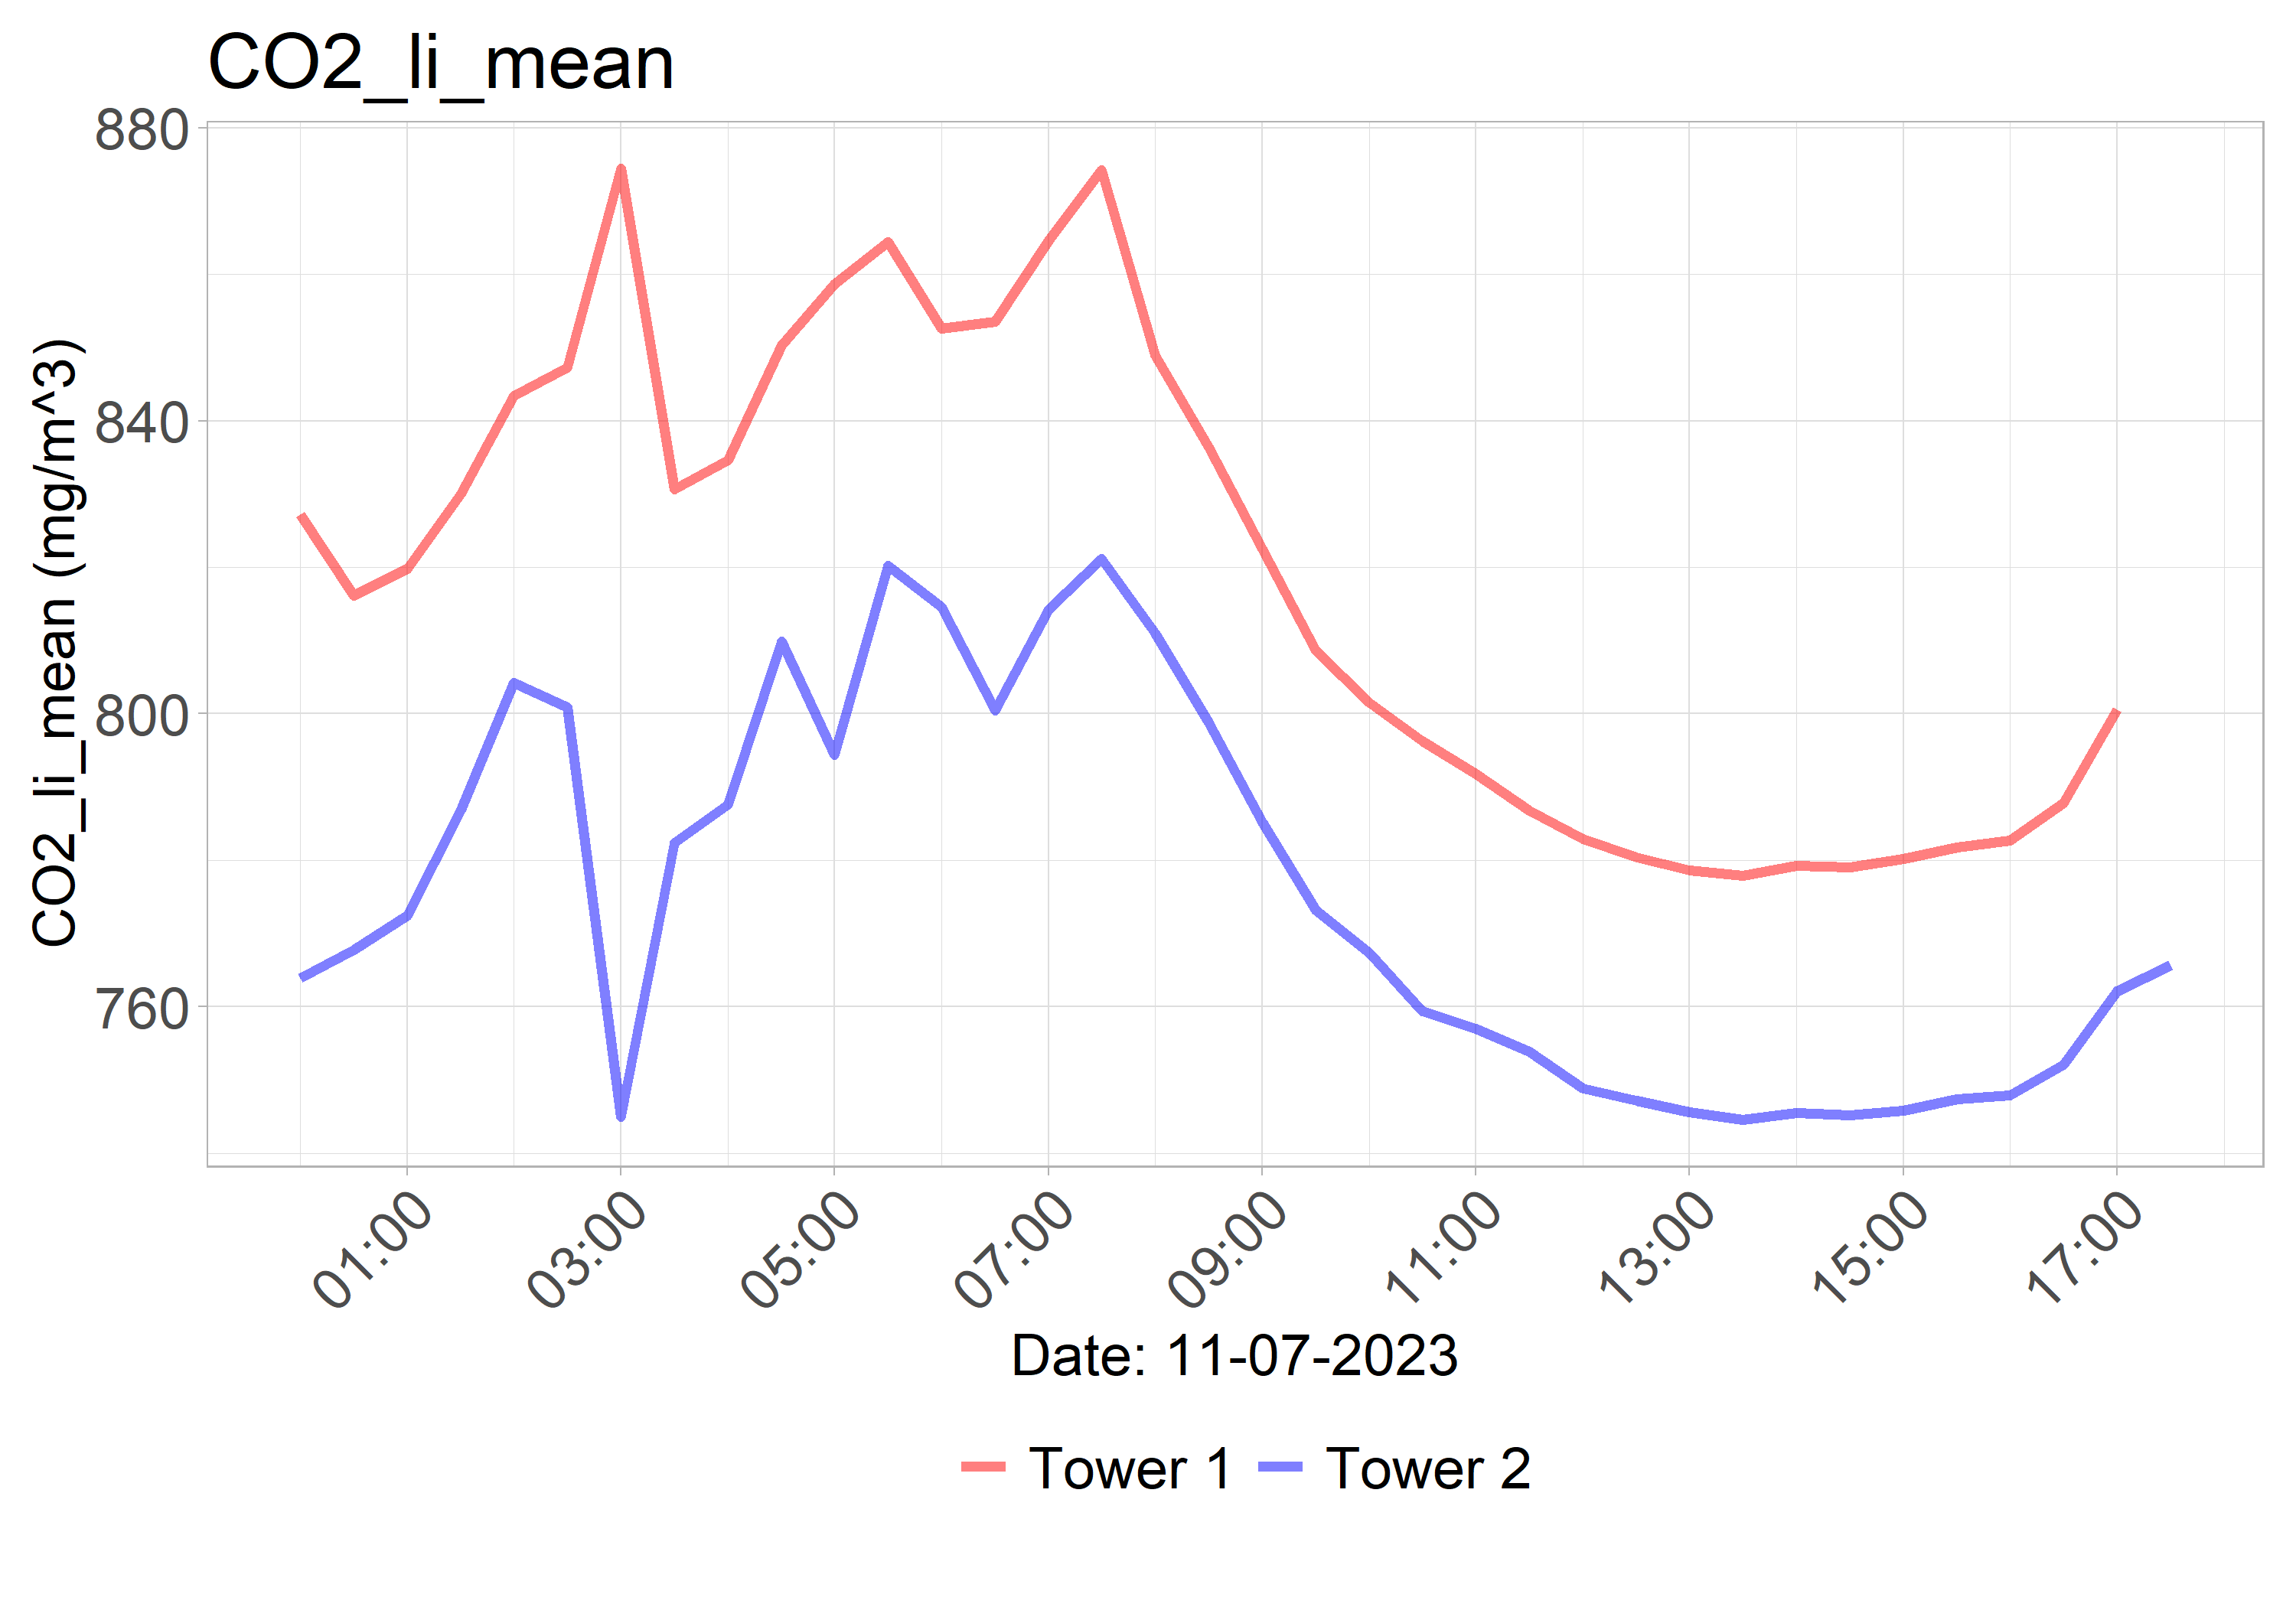 CO2_li_mean
CO2_li_mean (mg/m^3)
880
840
800
760
01:00 03:00 05:00 07:00 09:00 11:00 13:00 15:00 17:00
Date: 11-07-2023
Tower 1 Tower 2